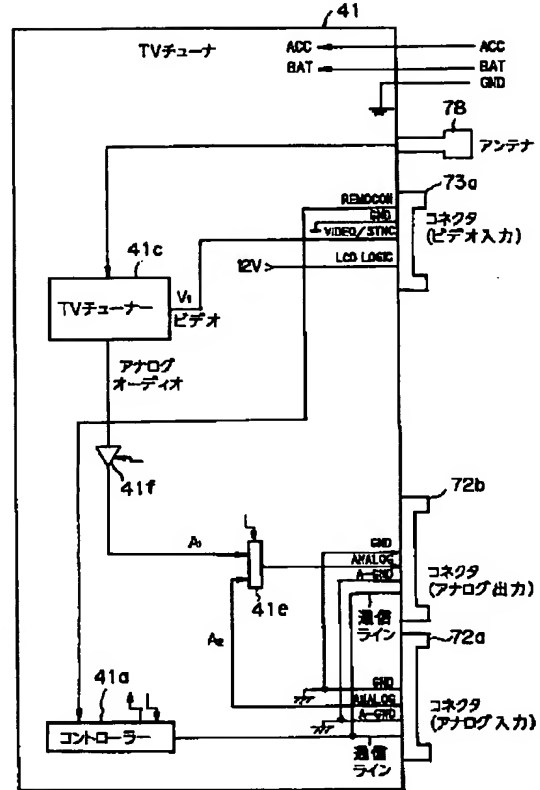 41
TVチューナ
ACC
ACC
BAT
BAT
GND
78
アンテナ
73a
REMOCON
GND
VIDEO/SYNC
コネクタ
(ビデオ入力)
12V
LCD LOGIC
41c
TVチューナー
V₁
ビデオ
アナログ
オーディオ
41f
72b
A₁
GND
ANALOG
A-GND
コネクタ
(アナログ出力)
41e
通信
ライン
72a
A₂
41a
GND
ANALOG
A-GND
コネクタ
(アナログ入力)
コントローラー
通信
ライン